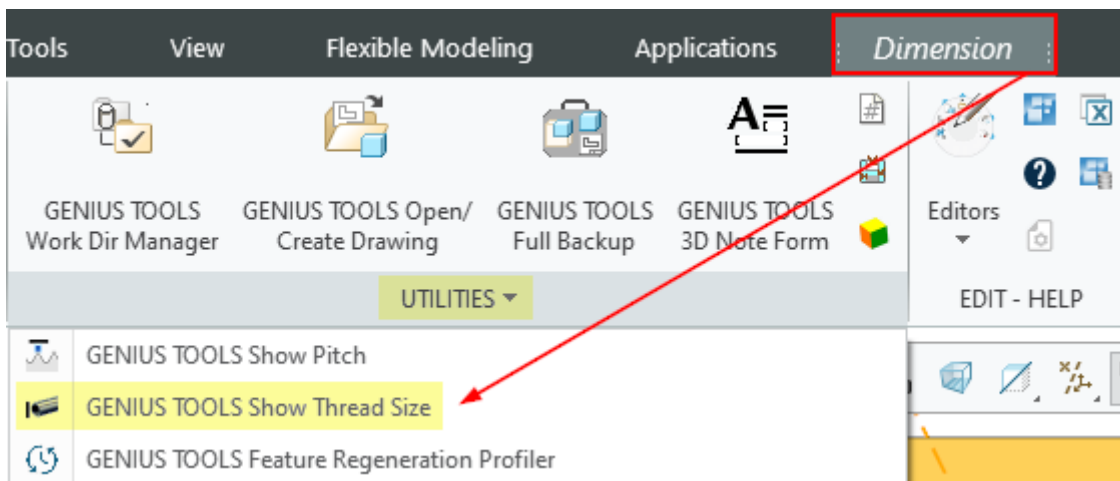 Tools View Flexible Modeling Applications Dimension
GENIUS TOOLS
Work Dir Manager
GENIUS TOOLS Open/
Create Drawing
GENIUS TOOLS
Full Backup
GENIUS TOOLS
3D Note Form
Editors
UTILITIES
EDIT - HELP
GENIUS TOOLS Show Pitch
GENIUS TOOLS Show Thread Size
GENIUS TOOLS Feature Regeneration Profiler